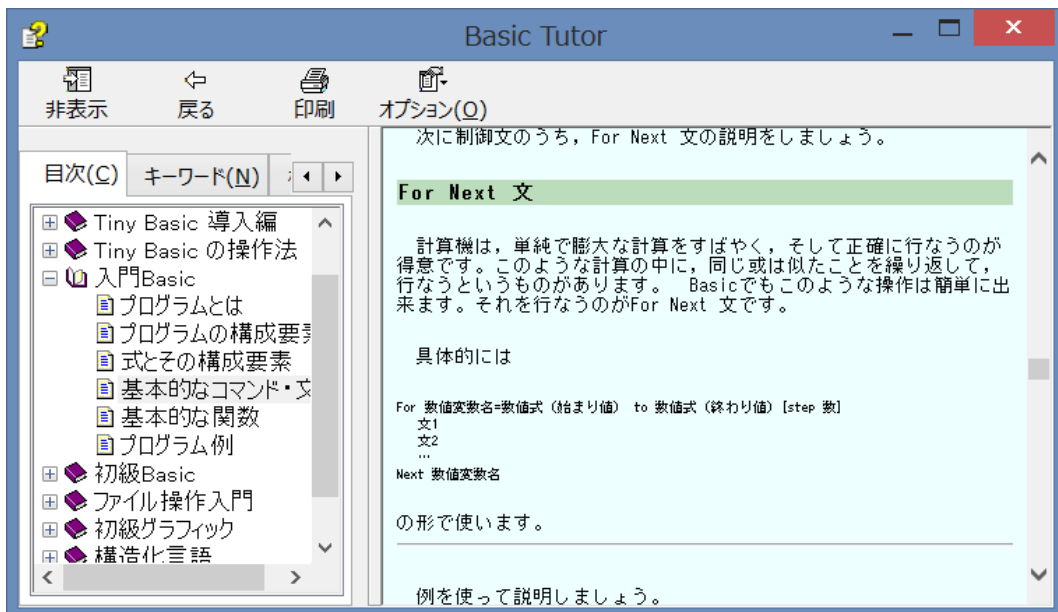 Basic Tutor
非表示
戻る
印刷
オプション(O)
目次(C)
キーワード(N)
Tiny Basic 導入編
Tiny Basic の操作法
入門Basic
プログラムとは
プログラムの構成要素
式とその構成要素
基本的なコマンド・文
基本的な関数
プログラム例
初級Basic
ファイル操作入門
初級グラフィック
構造化言語
次に制御文のうち，For Next 文の説明をしましょう。
For Next 文
計算機は，単純で膨大な計算をすばやく，そして正確に行なうのが
得意です。このような計算の中に，同じ或は似たことを繰り返して，
行なうというものがあります。 Basicでもこのような操作は簡単に出
来ます。それを行なうのがFor Next 文です。
具体的には
For 数値変数名=数値式（始まり値） to 数値式（終わり値）[step 数]
文1
文2
…
Next 数値変数名
の形で使います。
例を使って説明しましょう。